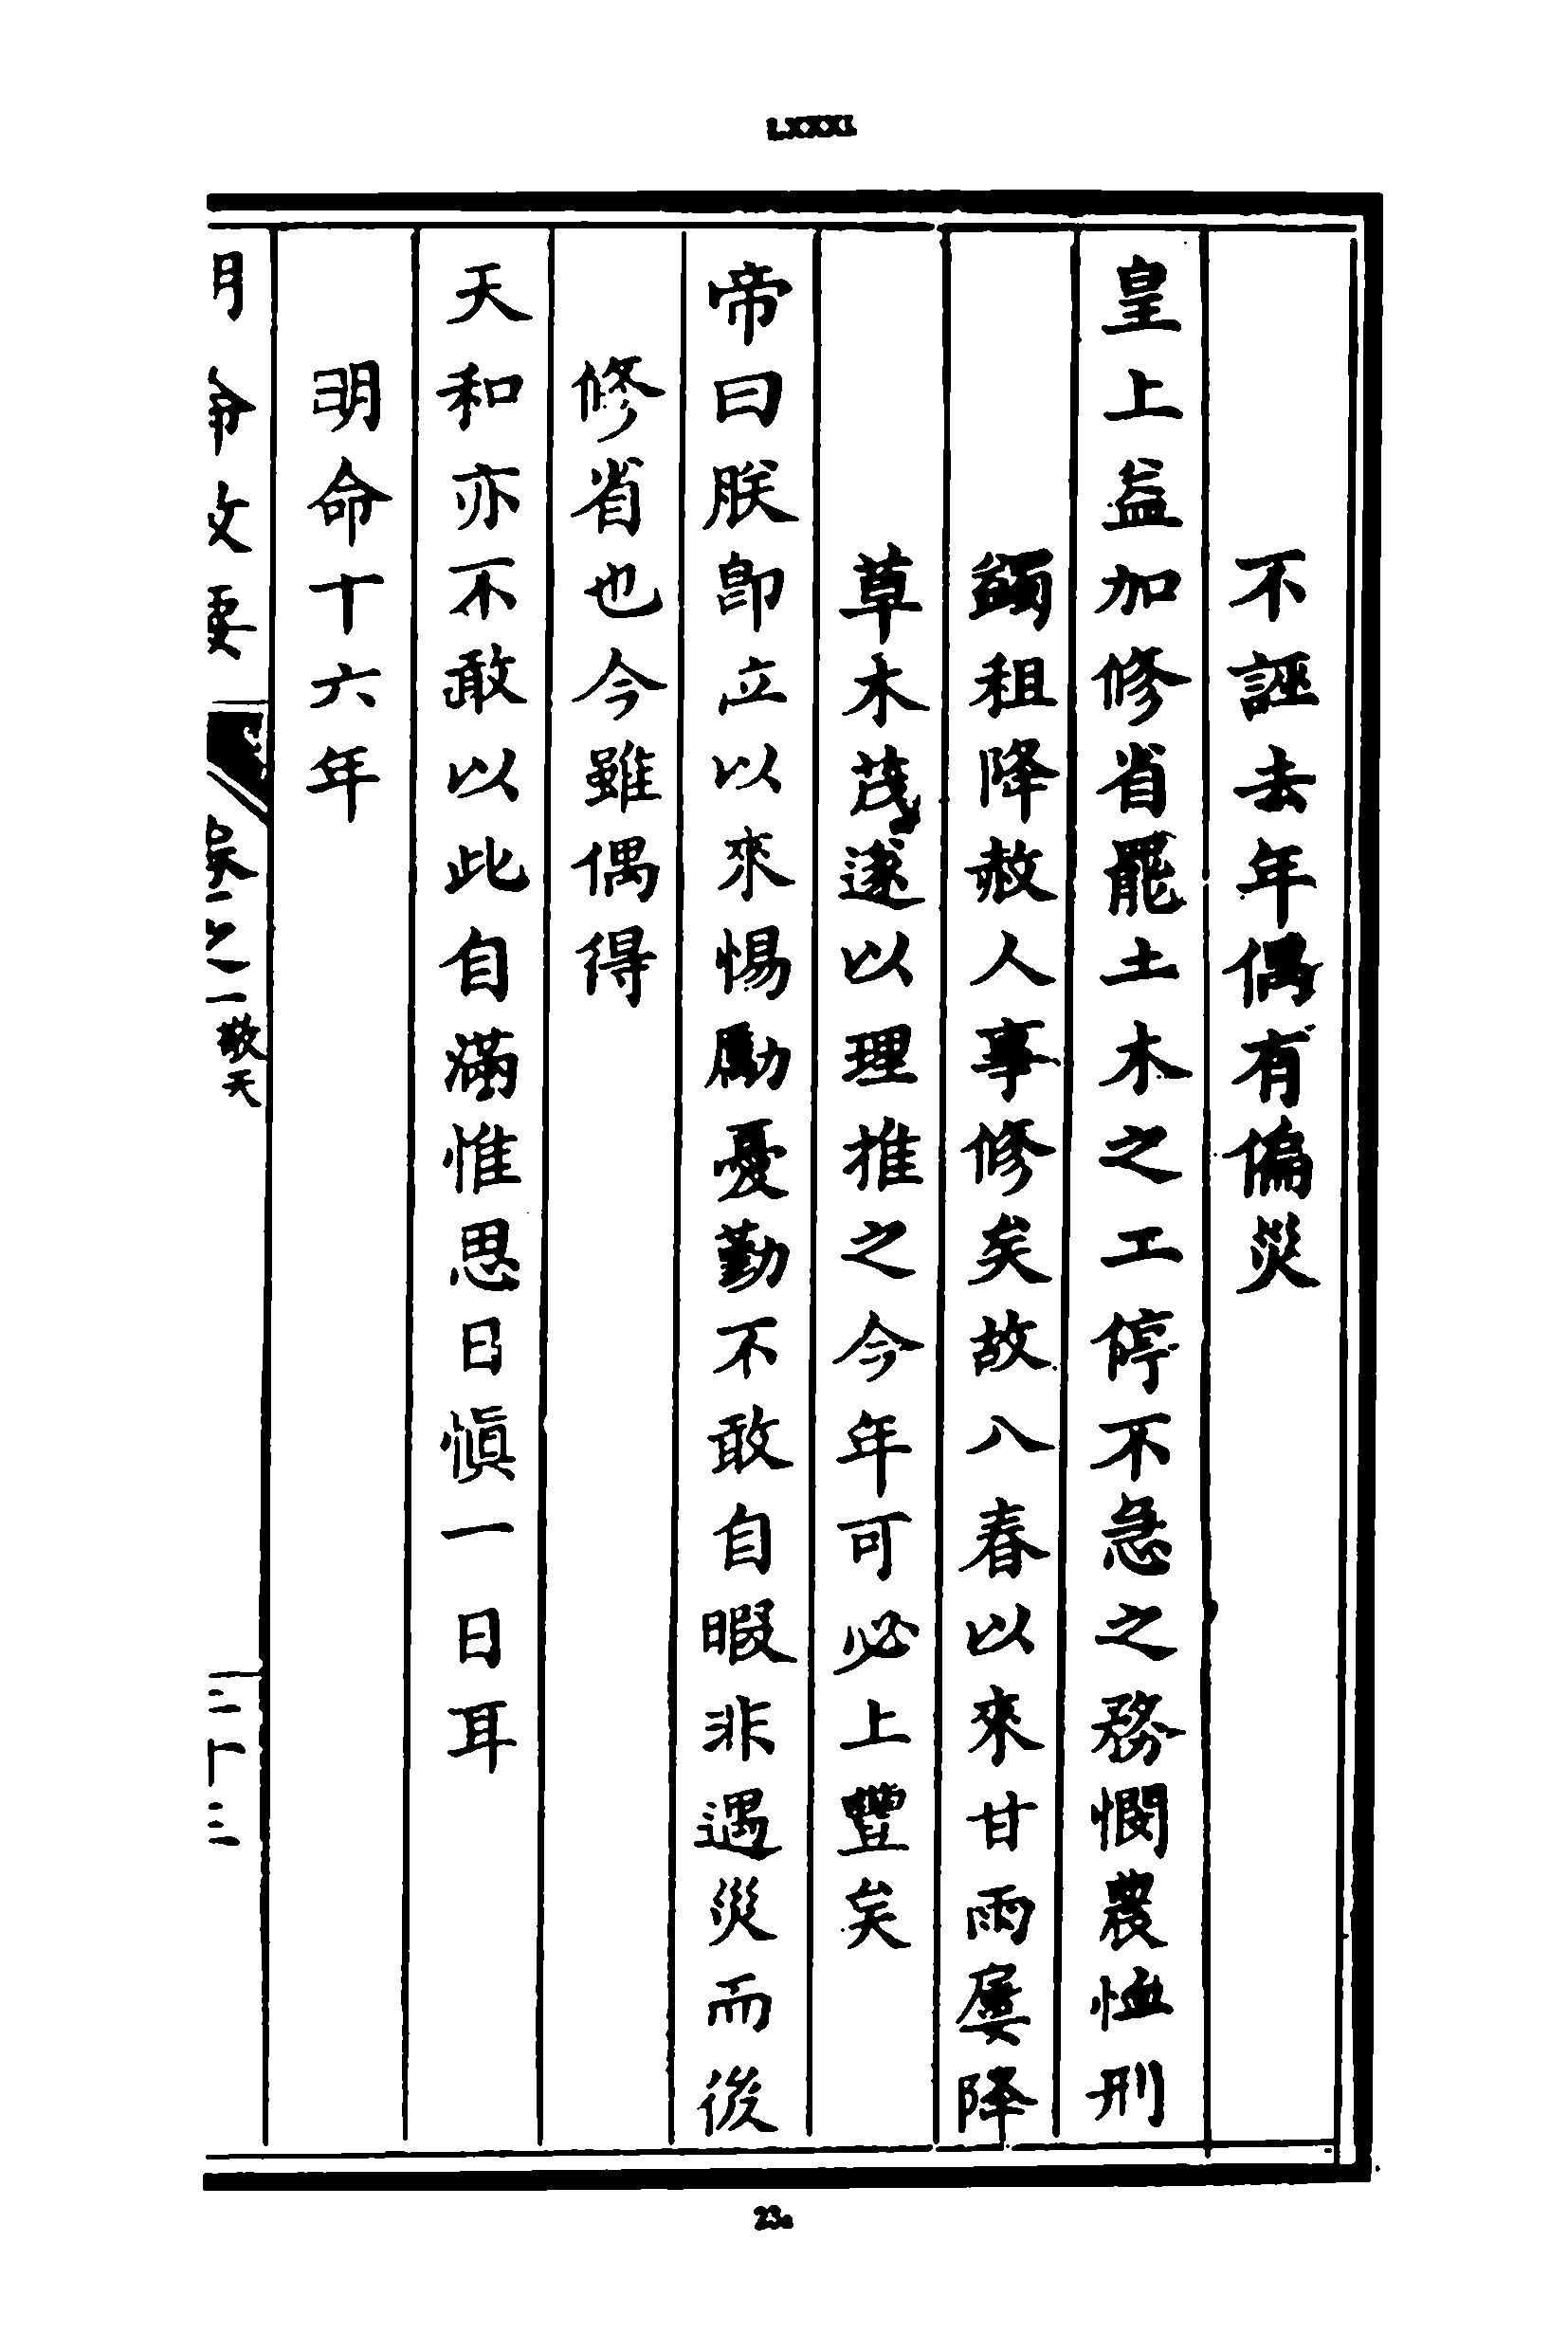 LXXXI.
不誣去年偶有偏災
皇上益加修省罷土木之工停不急之務憫農恤刑
蠲租降赦人事修矣故八春以來甘雨屢降
草木茂遂以理推之今年可必上豐矣
帝曰朕卽立以來惕勵憂勤不敢自暇非遇災而後
修省也今雖偶得
天和亦不敢以此自滿惟思日慎一日耳
明命十六年
明命政要 卷之一 敬天 二十三
23a